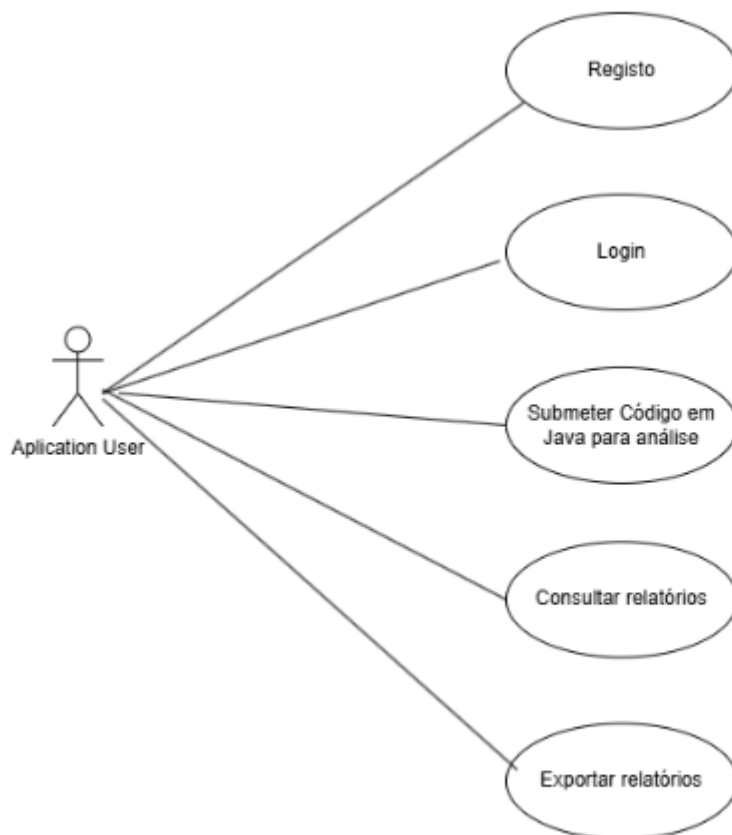 Registo
Login
Aplication User
Submeter Código em
Java para análise
Consultar relatórios
Exportar relatórios